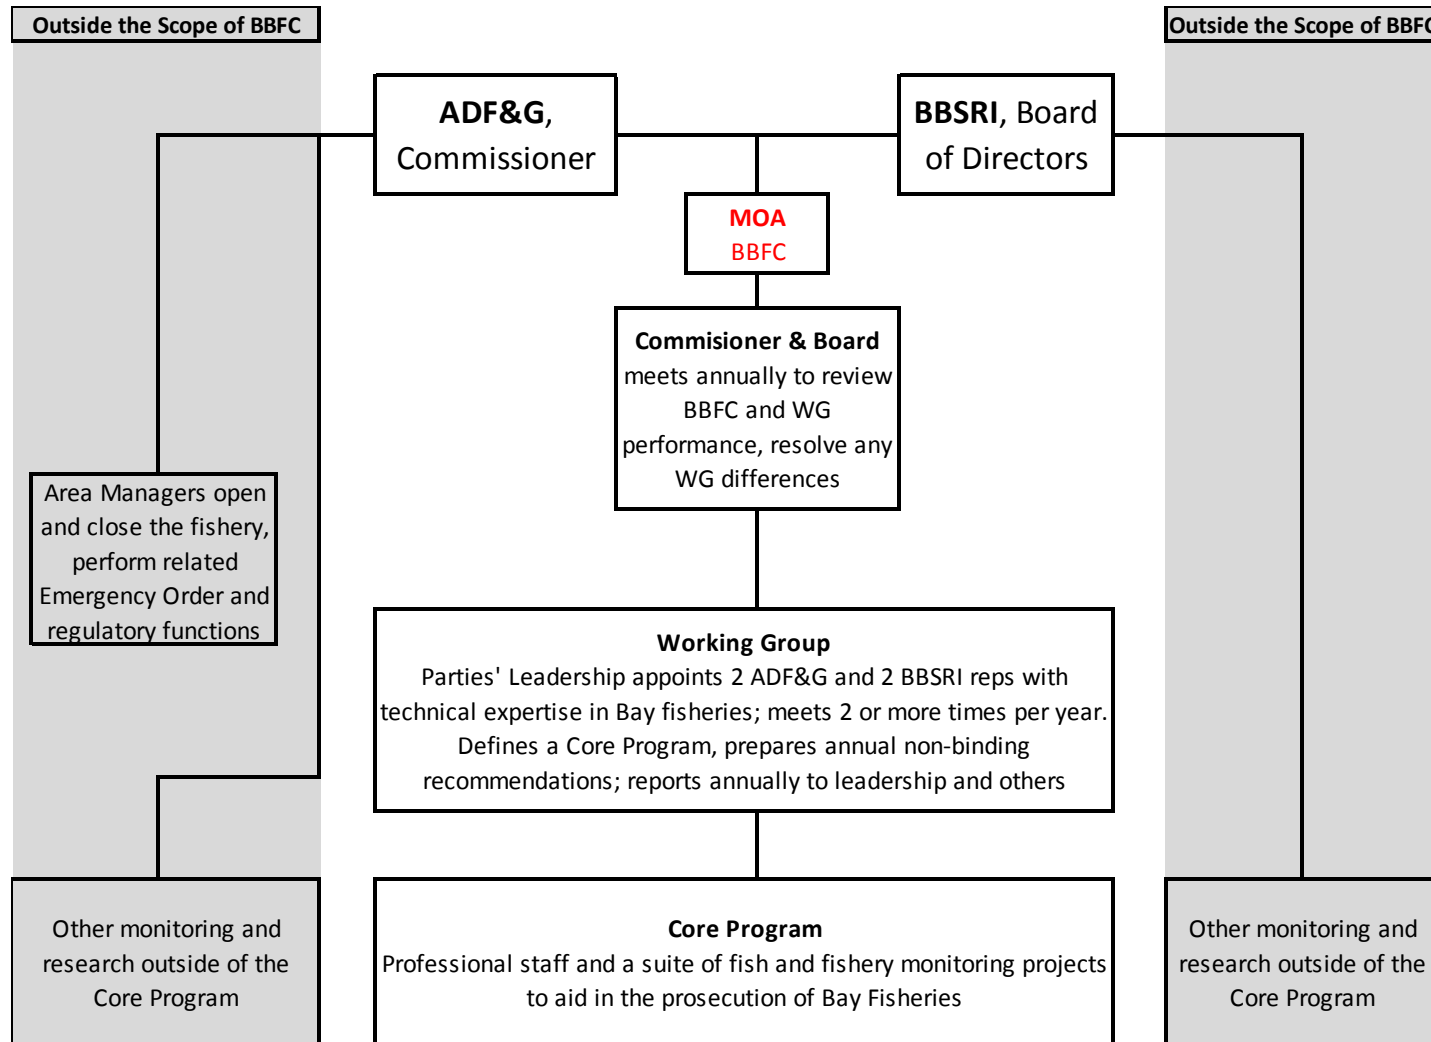 Outside the Scope of BBFC
Outside the Scope of BBFC
ADF&G,
Commissioner
BBSRI, Board
of Directors
MOA
BBFC
Commisioner & Board
meets annually to review
BBFC and WG
performance, resolve any
WG differences
Area Managers open
and close the fishery,
perform related
Emergency Order and
regulatory functions
Working Group
Parties' Leadership appoints 2 ADF&G and 2 BBSRI reps with
technical expertise in Bay fisheries; meets 2 or more times per year.
Defines a Core Program, prepares annual non-binding
recommendations; reports annually to leadership and others
Other monitoring and
research outside of the
Core Program
Core Program
Professional staff and a suite of fish and fishery monitoring projects
to aid in the prosecution of Bay Fisheries
Other monitoring and
research outside of the
Core Program